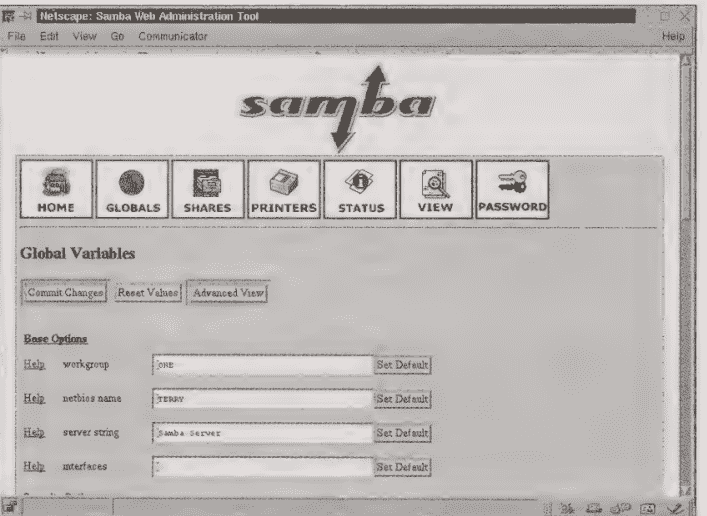 Netscape: Samba Web Administration Tool
File Edit View Go Communicator Help
samba
HOME GLOBALS SHARES PRINTERS STATUS VIEW PASSWORD
Global Variables
Commit Changes Reset Values Advanced View
Base Options
Help workgroup ONE Set Default
Help netbios name TERRY Set Default
Help server string Samba Server Set Default
Help interfaces Set Default